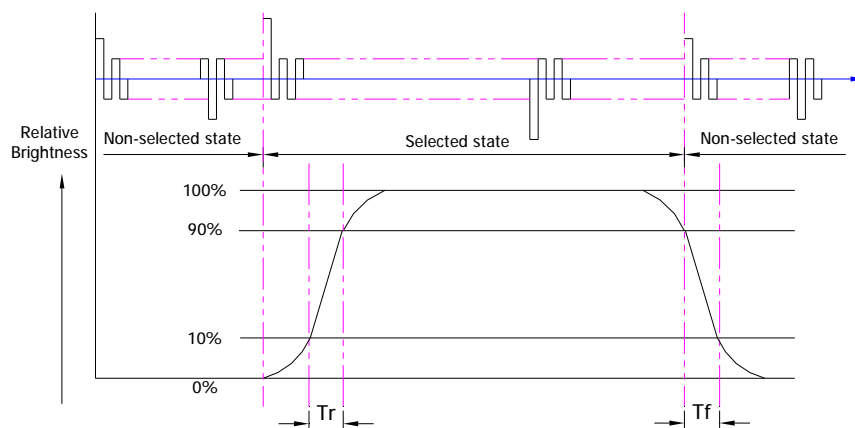 Relative
Brightness
Non-selected state
Selected state
Non-selected state
100%
90%
10%
0%
Tr
Tf